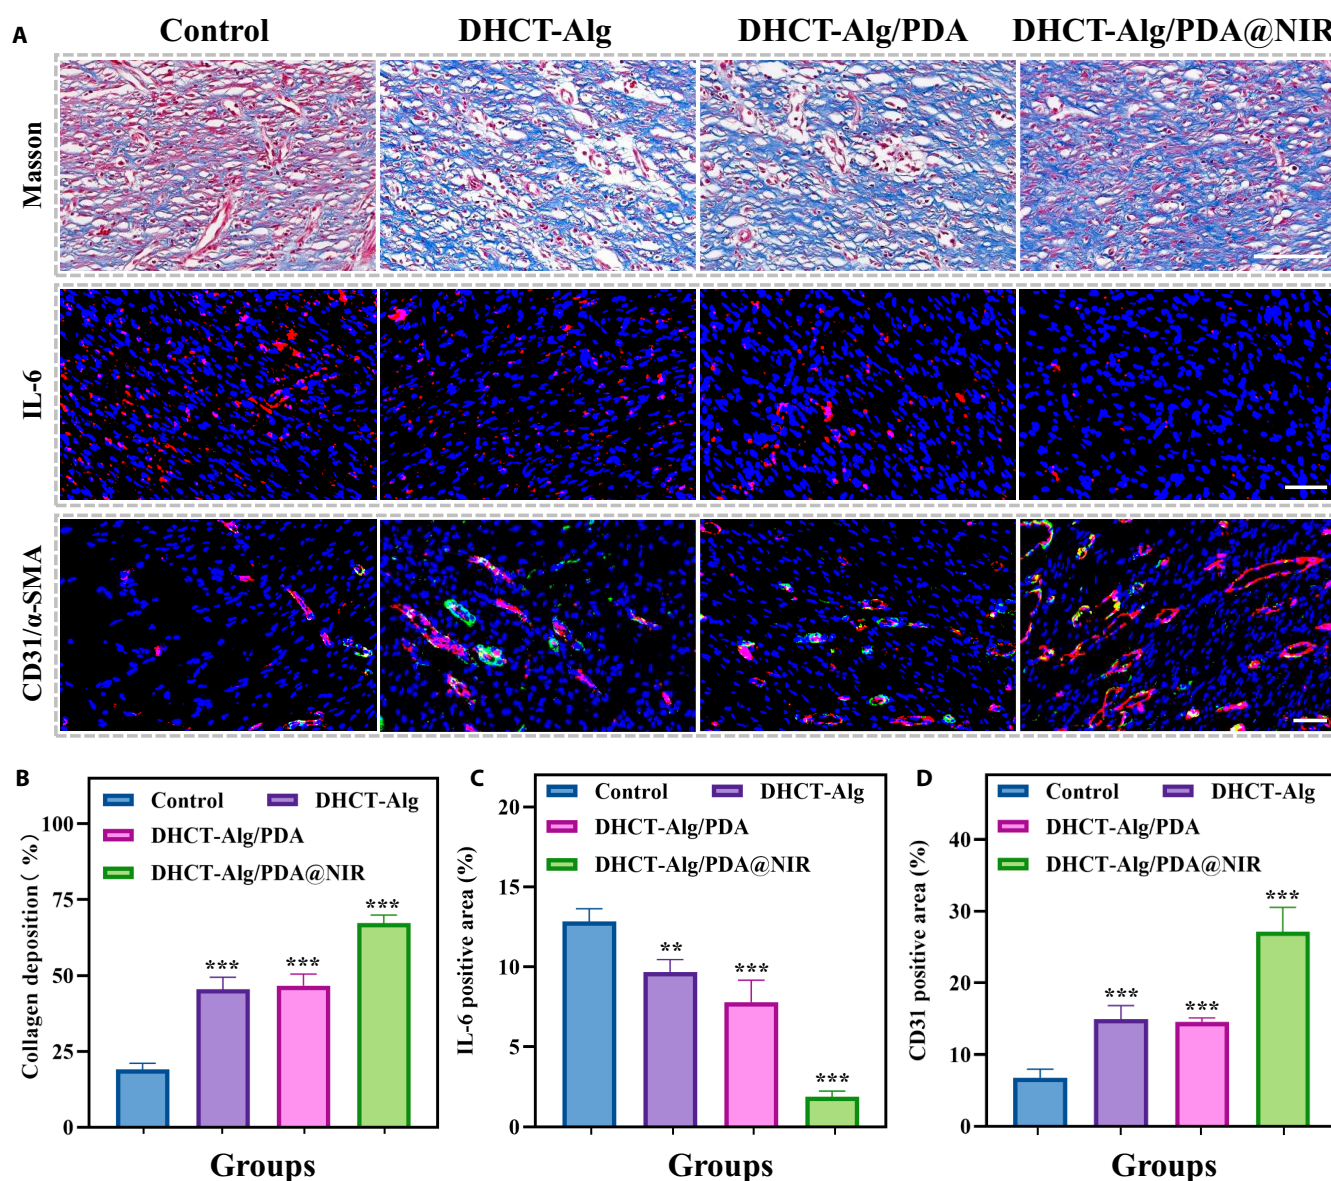 A
Control DHCT-Alg DHCT-Alg/PDA DHCT-Alg/PDA@NIR
Masson
IL-6
CD31/α-SMA
B
Control DHCT-Alg
DHCT-Alg/PDA
DHCT-Alg/PDA@NIR
Collagen deposition（ %）
100
75
50
25
0
***
***
***
Groups
C
Control DHCT-Alg
DHCT-Alg/PDA
DHCT-Alg/PDA@NIR
IL-6 positive area (%)
20
15
10
5
0
**
***
***
Groups
D
Control DHCT-Alg
DHCT-Alg/PDA
DHCT-Alg/PDA@NIR
CD31 positive area (%)
40
30
20
10
0
***
***
***
Groups